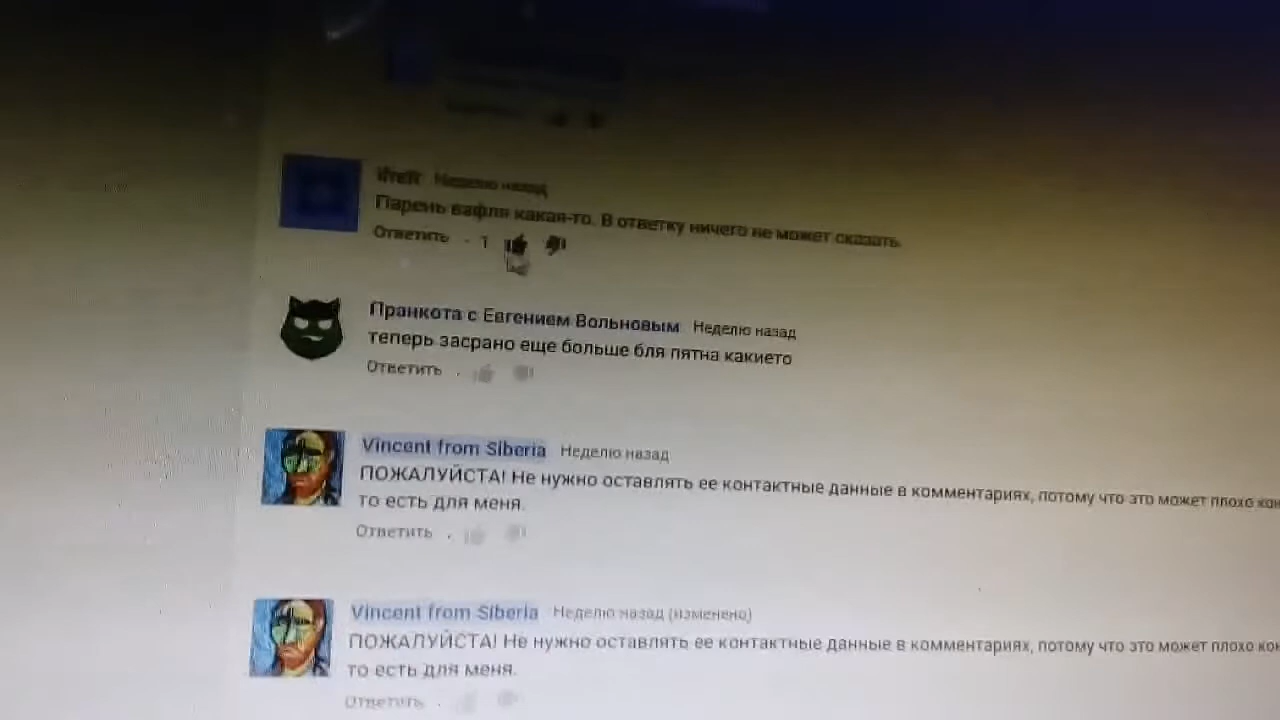 Неделю назад
Парень вафля какая-то. В ответку ничего не может сказать.
Ответить · 1
Пранкота с Евгением Вольновым Неделю назад
теперь засрано еще больше бля пятна какието
Ответить ·
Vincent from Siberia Неделю назад
ПОЖАЛУЙСТА! Не нужно оставлять ее контактные данные в комментариях, потому что это может плохо
то есть для меня.
Ответить ·
Vincent from Siberia Неделю назад (изменено)
ПОЖАЛУЙСТА! Не нужно оставлять ее контактные данные в комментариях, потому что это может плохо
то есть для меня.
Ответить ·